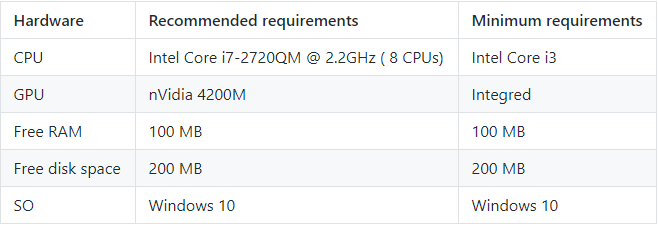 Hardware Recommended requirements Minimum requirements
CPU Intel Core i7-2720QM @ 2.2GHz ( 8 CPUs) Intel Core i3
GPU nVidia 4200M Integred
Free RAM 100 MB 100 MB
Free disk space 200 MB 200 MB
SO Windows 10 Windows 10